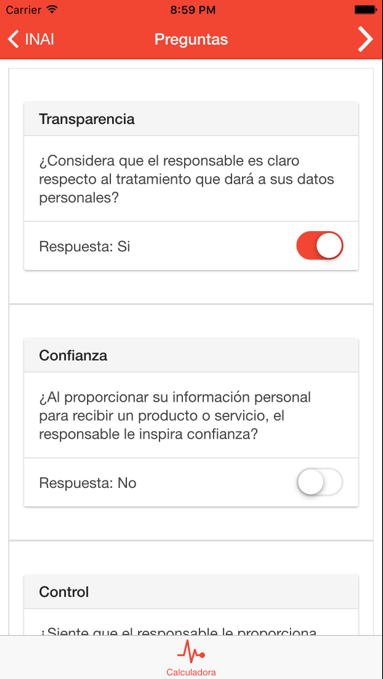 Carrier 8:59 PM
INAI Preguntas
Transparencia
¿Considera que el responsable es claro
respecto al tratamiento que dará a sus datos
personales?
Respuesta: Si
Confianza
¿Al proporcionar su información personal
para recibir un producto o servicio, el
responsable le inspira confianza?
Respuesta: No
Control
¿Siente que el responsable le proporciona
Calculadora